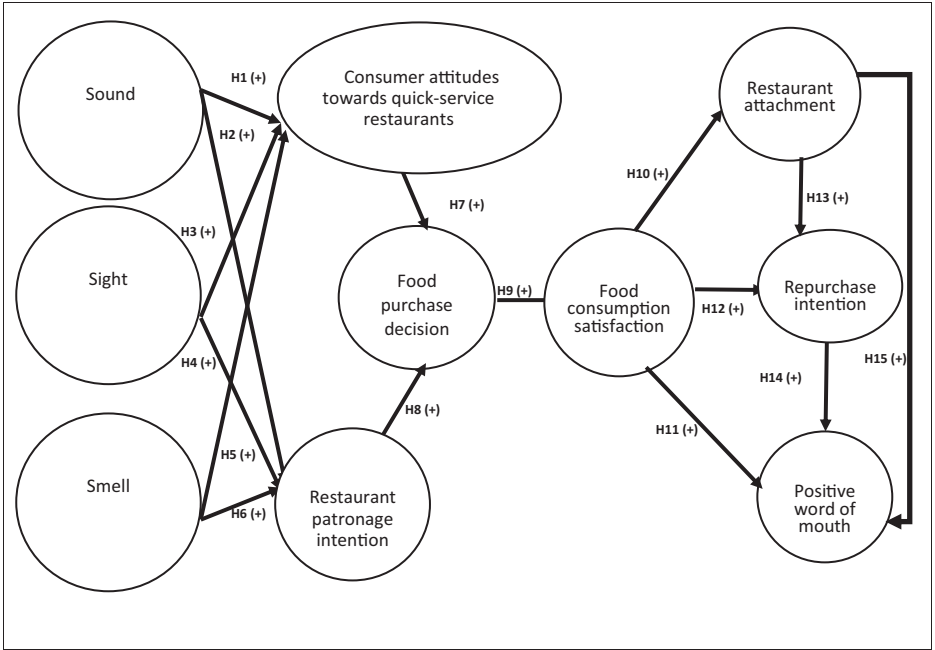 Sound
H1 (+)
H2 (+)
Consumer attitudes
towards quick-service
restaurants
Restaurant
attachment
H10 (+)
H13 (+)
H7 (+)
Sight
H3 (+)
H4 (+)
Food
purchase
decision
H9 (+)
Food
consumption
satisfaction
H12 (+)
Repurchase
intention
H15 (+)
H14 (+)
H8 (+)
H11 (+)
Smell
H5 (+)
H6 (+)
Restaurant
patronage
intention
Positive
word of
mouth